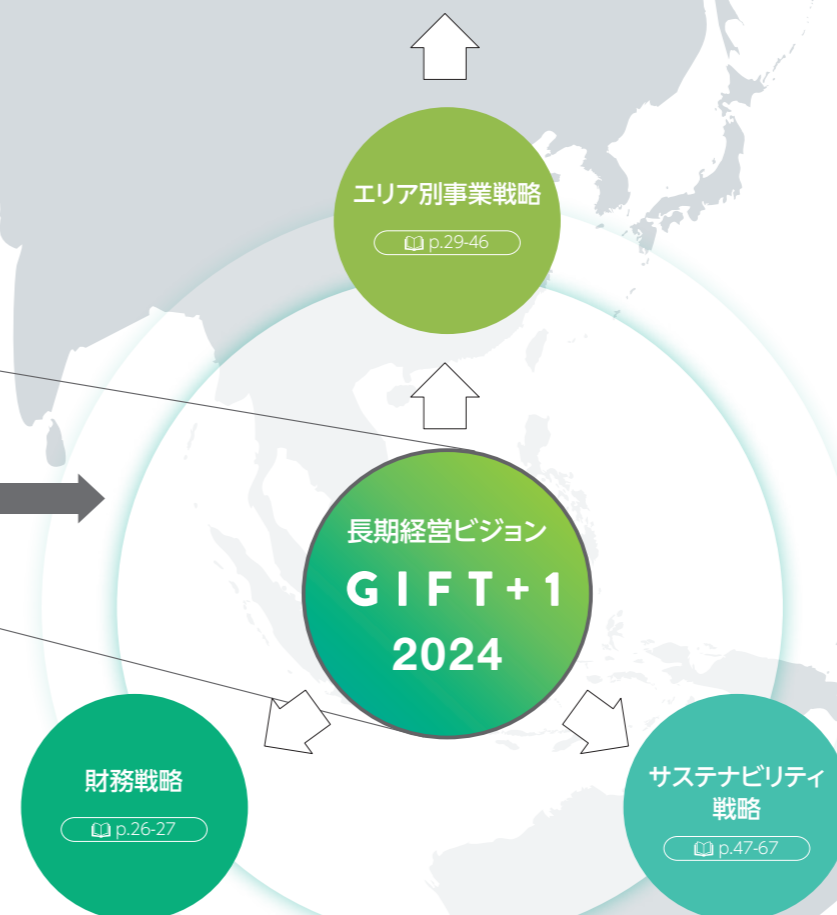 エリア別事業戦略
p.29-46
長期経営ビジョン
GIFT+1
2024
財務戦略
p.26-27
サステナビリティ
戦略
p.47-67